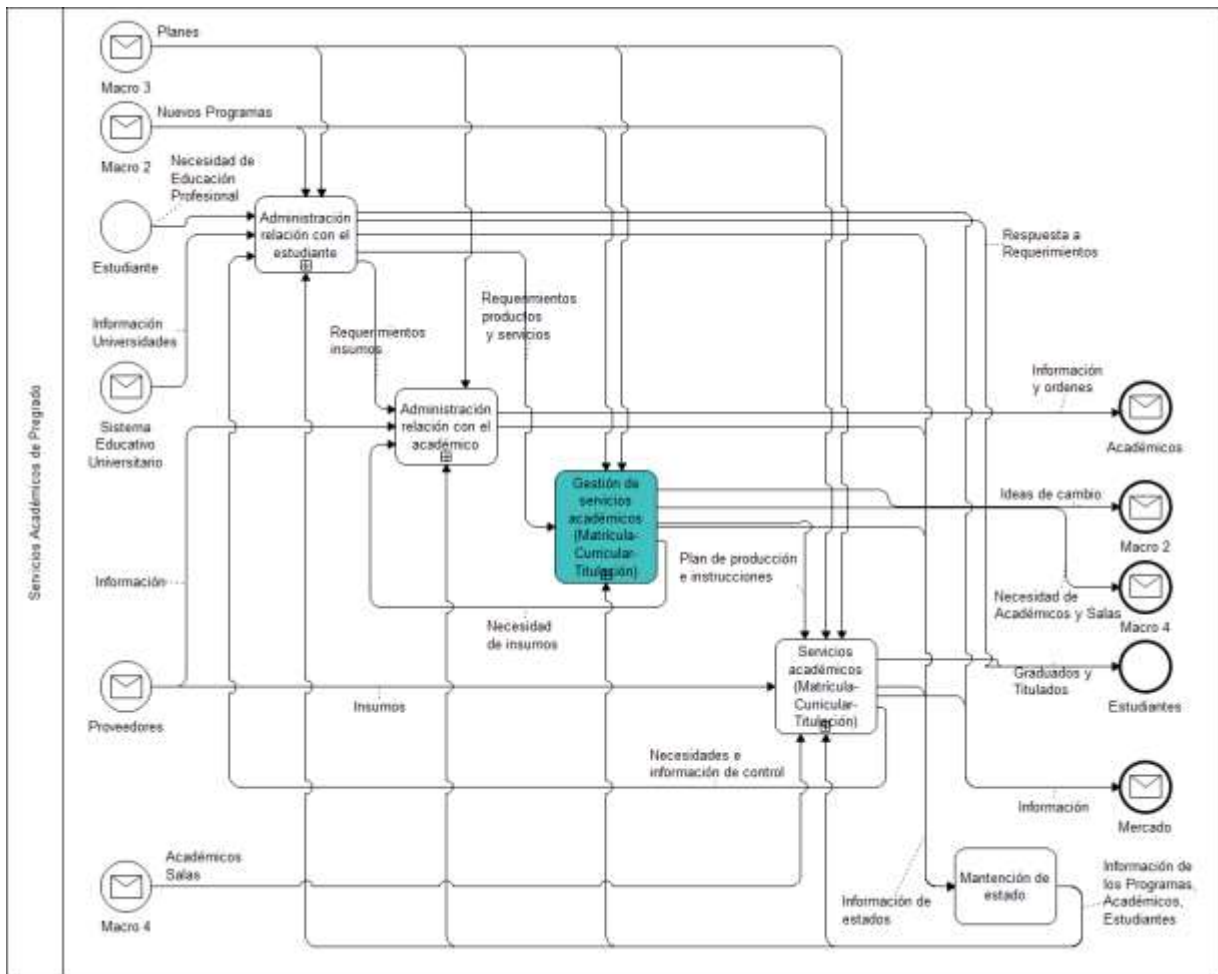 Servicios Académicos de Pregrado
Planes
Macro 3
Nuevos Programas
Macro 2
Necesidad de
Educación
Profesional
Estudiante
Administración
relación con el
estudiante
Respuesta a
Requerimientos
Información
Universidades
Requerimientos
insumos
Requerimientos
productos
y servicios
Sistema
Educativo
Universitario
Administración
relación con el
académico
Información
y ordenes
Académicos
Gestión de
servicios
académicos
(Matrícula-
Curricular-
Titulación)
Ideas de cambio
Macro 2
Información
Plan de producción
e instrucciones
Necesidad de
Académicos y Salas
Macro 4
Necesidad
de insumos
Servicios
académicos
(Matrícula-
Curricular-
Titulación)
Graduados y
Titulados
Estudiantes
Proveedores
Insumos
Necesidades e
información de control
Información
Mercado
Académicos
Salas
Macro 4
Información de
estados
Mantención de
estado
Información de
los Programas,
Académicos,
Estudiantes